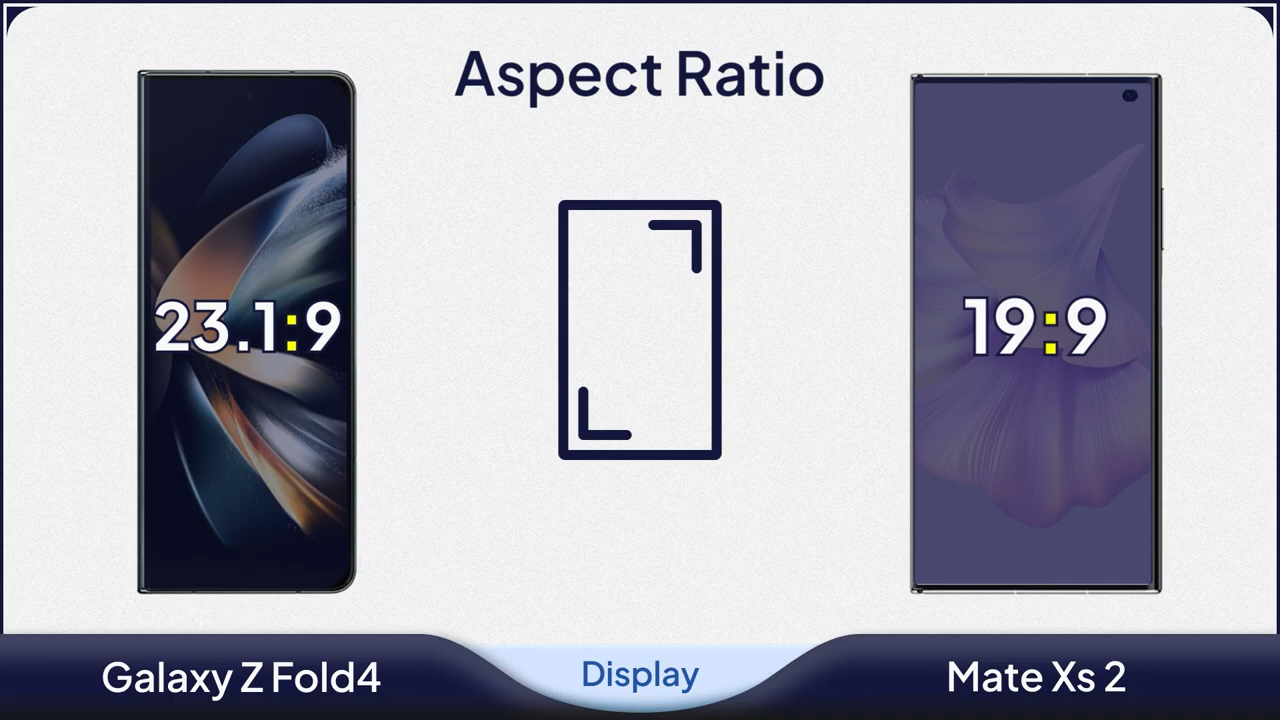 Aspect Ratio
23.1:9
19:9
Galaxy Z Fold4
Display
Mate Xs 2